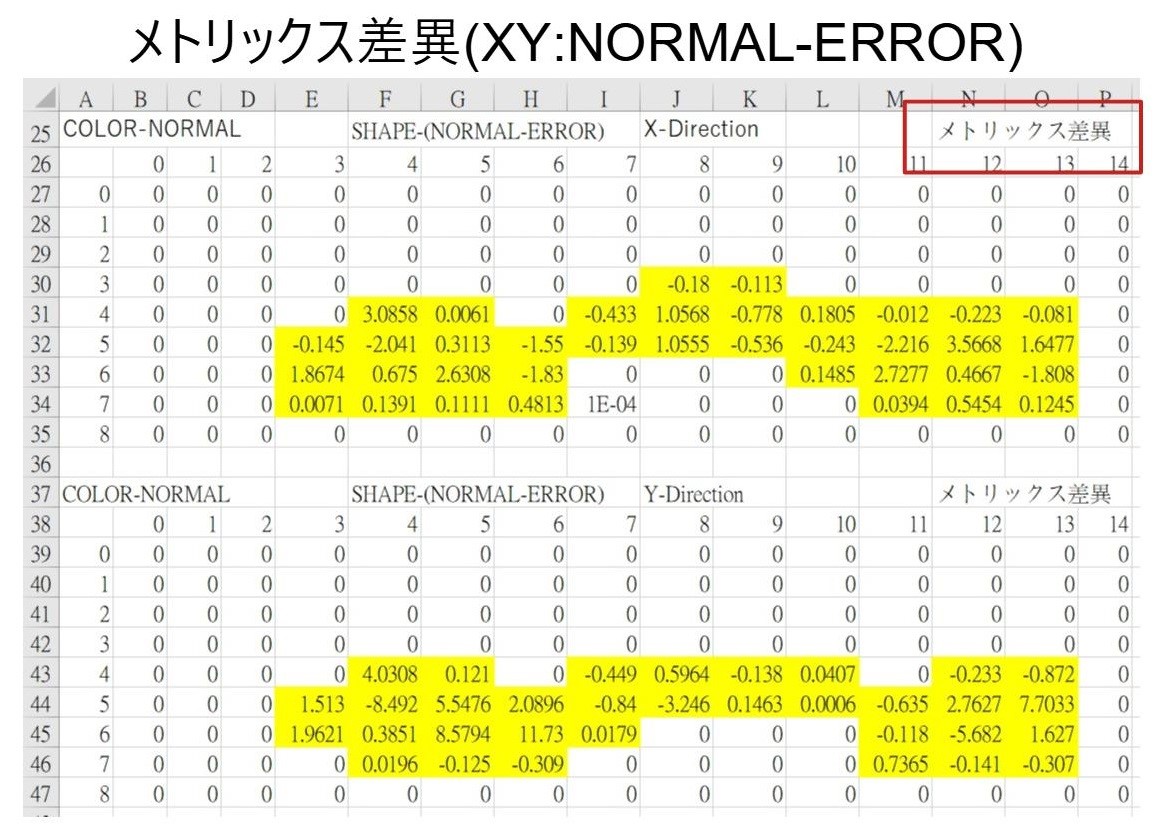 メトリックス差異(XY:NORMAL-ERROR)
A B C D E F G H I J K L M N O P
25 COLOR-NORMAL SHAPE-(NORMAL-ERROR) X-Direction メトリックス差異
26 0 1 2 3 4 5 6 7 8 9 10 11 12 13 14
27 0 0 0 0 0 0 0 0 0 0 0 0 0 0 0 0
28 1 0 0 0 0 0 0 0 0 0 0 0 0 0 0 0
29 2 0 0 0 0 0 0 0 0 0 0 0 0 0 0 0
30 3 0 0 0 0 0 0 0 0 -0.18 -0.113 0 0 0 0 0
31 4 0 0 0 0 3.0858 0.0061 0 -0.433 1.0568 -0.778 0.1805 -0.012 -0.223 -0.081 0
32 5 0 0 0 -0.145 -2.041 0.3113 -1.55 -0.139 1.0555 -0.536 -0.243 -2.216 3.5668 1.6477 0
33 6 0 0 0 1.8674 0.675 2.6308 -1.83 0 0 0 0.1485 2.7277 0.4667 -1.808 0
34 7 0 0 0 0.0071 0.1391 0.1111 0.4813 1E-04 0 0 0 0.0394 0.5454 0.1245 0
35 8 0 0 0 0 0 0 0 0 0 0 0 0 0 0 0
36
37 COLOR-NORMAL SHAPE-(NORMAL-ERROR) Y-Direction メトリックス差異
38 0 1 2 3 4 5 6 7 8 9 10 11 12 13 14
39 0 0 0 0 0 0 0 0 0 0 0 0 0 0 0 0
40 1 0 0 0 0 0 0 0 0 0 0 0 0 0 0 0
41 2 0 0 0 0 0 0 0 0 0 0 0 0 0 0 0
42 3 0 0 0 0 0 0 0 0 0 0 0 0 0 0 0
43 4 0 0 0 0 4.0308 0.121 0 -0.449 0.5964 -0.138 0.0407 0 -0.233 -0.872 0
44 5 0 0 0 1.513 -8.492 5.5476 2.0896 -0.84 -3.246 0.1463 0.0006 -0.635 2.7627 7.7033 0
45 6 0 0 0 1.9621 0.3851 8.5794 11.73 0.0179 0 0 0 -0.118 -5.682 1.627 0
46 7 0 0 0 0 0.0196 -0.125 -0.309 0 0 0 0 0.7365 -0.141 -0.307 0
47 8 0 0 0 0 0 0 0 0 0 0 0 0 0 0 0